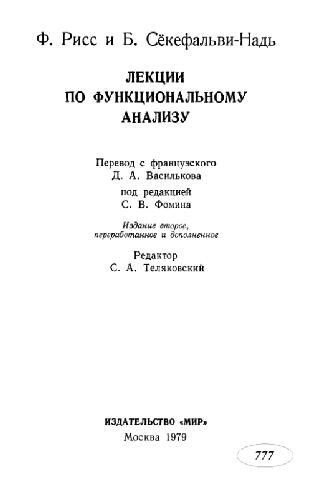 Ф. Рисс и Б. Сёкефальви-Надь
ЛЕКЦИИ
ПО ФУНКЦИОНАЛЬНОМУ
АНАЛИЗУ
Перевод с французского
Д. А. Василькова
под редакцией
С. В. Фомина
Издание второе,
переработанное и дополненное
Редактор
С. А. Теляковский
ИЗДАТЕЛЬСТВО «МИР»
Москва 1979
777